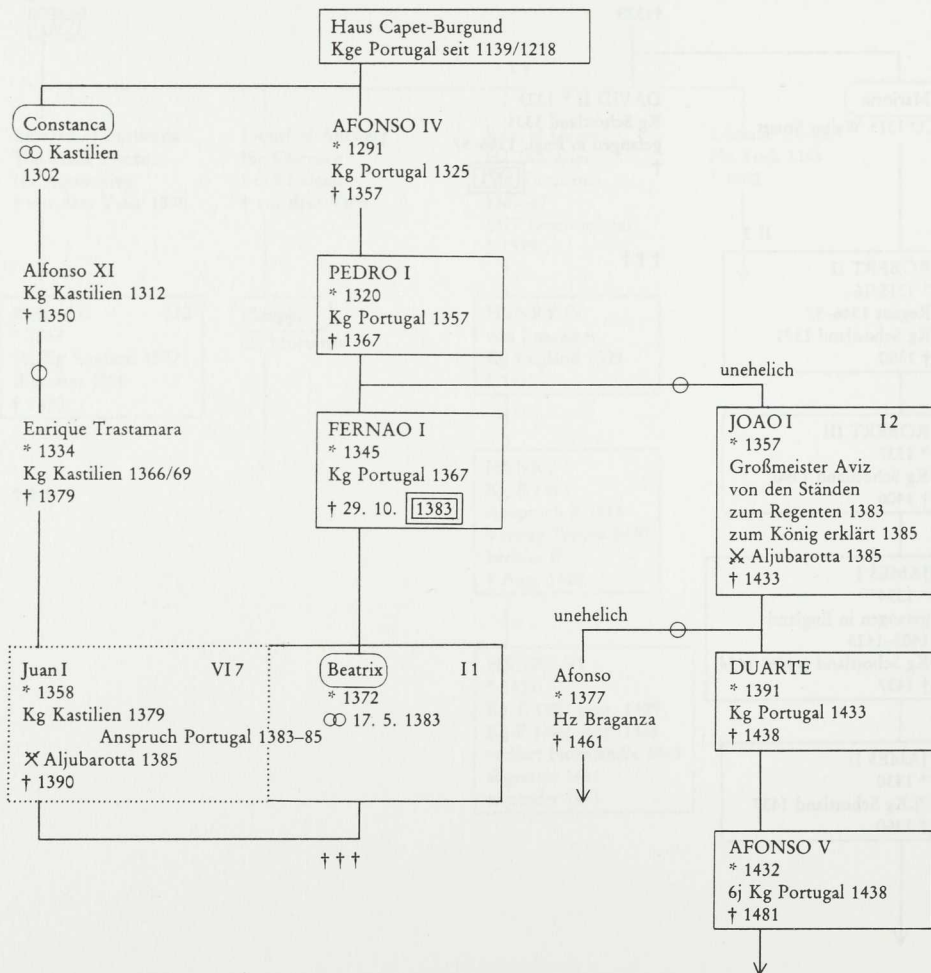 Haus Capet-Burgund
Kge Portugal seit 1139/1218
Constanca
⚭ Kastilien
1302
AFONSO IV
* 1291
Kg Portugal 1325
† 1357
Alfonso XI
Kg Kastilien 1312
† 1350
PEDRO I
* 1320
Kg Portugal 1357
† 1367
unehelich
Enrique Trastamara
* 1334
Kg Kastilien 1366/69
† 1379
FERNAO I
* 1345
Kg Portugal 1367
† 29. 10. 1383
JOAO I I 2
* 1357
Großmeister Aviz
von den Ständen
zum Regenten 1383
zum König erklärt 1385
⚔ Aljubarotta 1385
† 1433
unehelich
Juan I VI 7
* 1358
Kg Kastilien 1379
Anspruch Portugal 1383–85
⚔ Aljubarotta 1385
† 1390
Beatrix I 1
* 1372
⚭ 17. 5. 1383
Afonso
* 1377
Hz Braganza
† 1461
DUARTE
* 1391
Kg Portugal 1433
† 1438
† † †
AFONSO V
* 1432
6j Kg Portugal 1438
† 1481